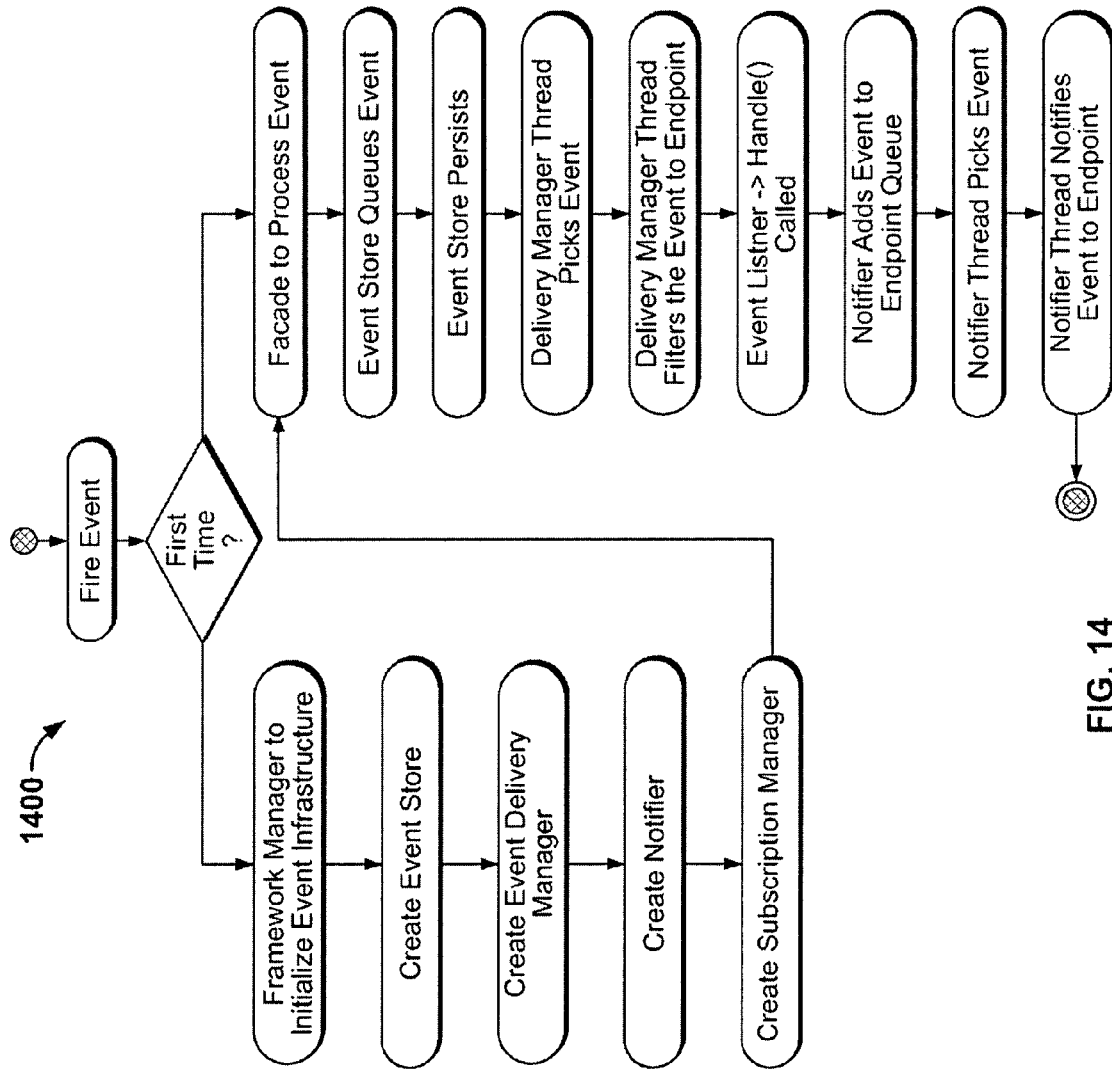 1400
Fire Event
First
Time
?
Framework Manager to
Initialize Event Infrastructure
Create Event Store
Create Event Delivery
Manager
Create Notifier
Create Subscription Manager
Facade to Process Event
Event Store Queues Event
Event Store Persists
Delivery Manager Thread
Picks Event
Delivery Manager Thread
Filters the Event to Endpoint
Event Listner -> Handle()
Called
Notifier Adds Event to
Endpoint Queue
Notifier Thread Picks Event
Notifier Thread Notifies
Event to Endpoint
FIG. 14